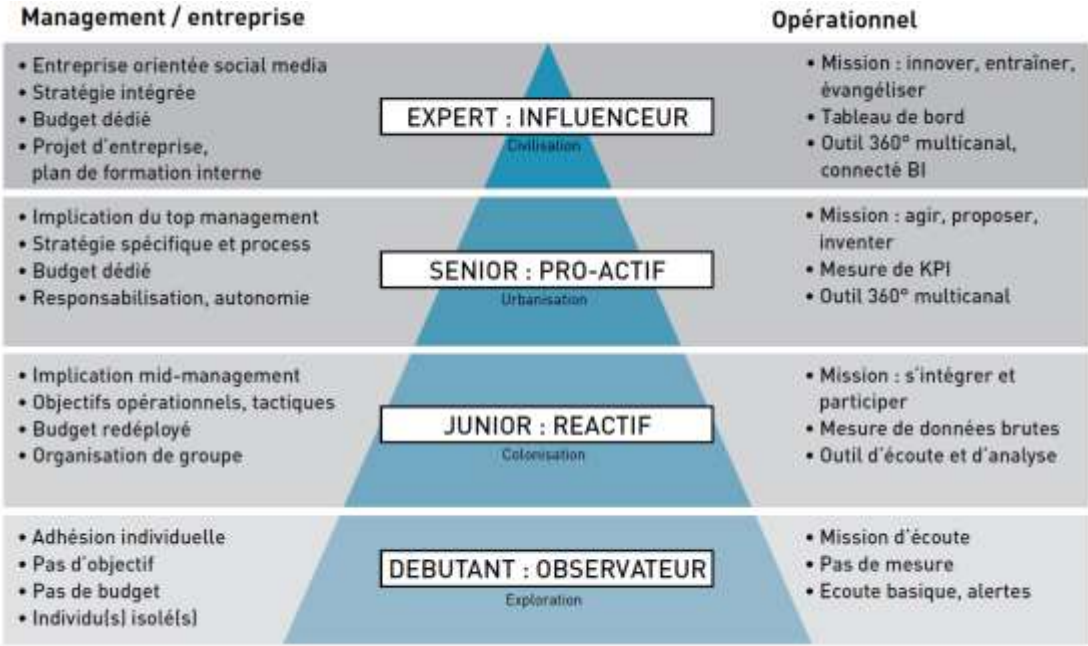 Management / entreprise
Opérationnel
• Entreprise orientée social media
• Stratégie intégrée
• Budget dédié
• Projet d'entreprise,
plan de formation interne
EXPERT : INFLUENCEUR
Civilisation
• Mission : innover, entraîner,
évangéliser
• Tableau de bord
• Outil 360° multicanal,
connecté BI
• Implication du top management
• Stratégie spécifique et process
• Budget dédié
• Responsabilisation, autonomie
SENIOR : PRO-ACTIF
Urbanisation
• Mission : agir, proposer,
inventer
• Mesure de KPI
• Outil 360° multicanal
• Implication mid-management
• Objectifs opérationnels, tactiques
• Budget redéployé
• Organisation de groupe
JUNIOR : REACTIF
Colonisation
• Mission : s'intégrer et
participer
• Mesure de données brutes
• Outil d'écoute et d'analyse
• Adhésion individuelle
• Pas d'objectif
• Pas de budget
• Individu(s) isolé(s)
DEBUTANT : OBSERVATEUR
Exploration
• Mission d'écoute
• Pas de mesure
• Ecoute basique, alertes